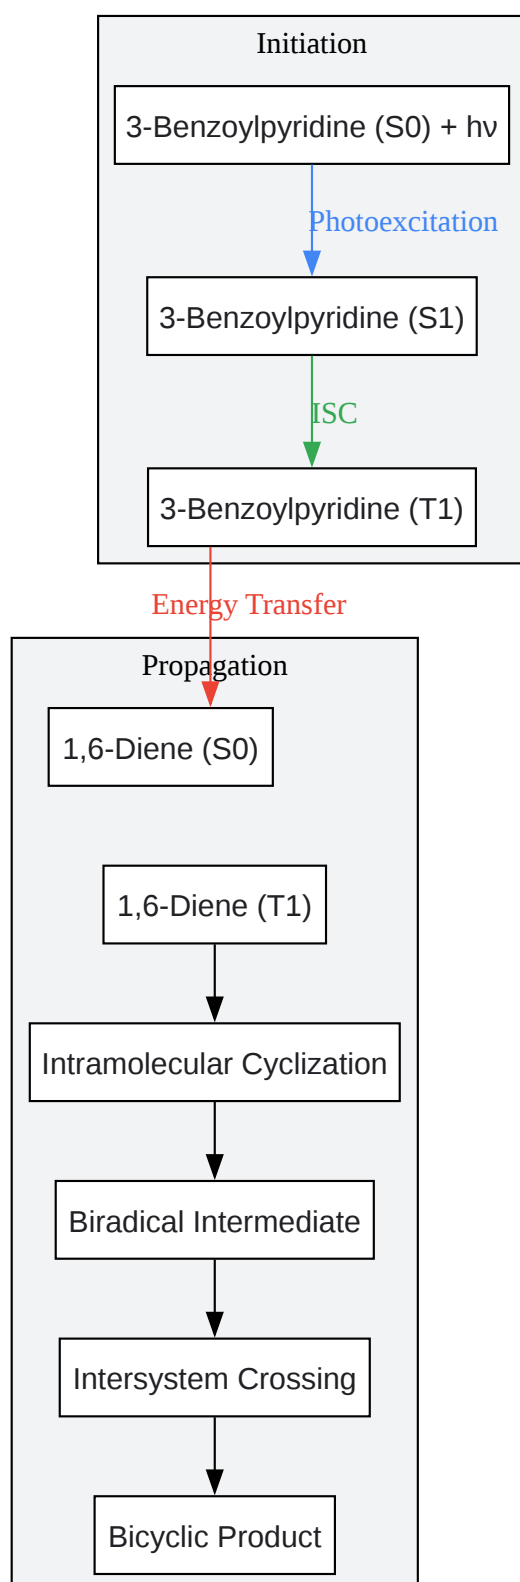 Initiation
3-Benzoylpyridine (S0) + hν
Photoexcitation
3-Benzoylpyridine (S1)
ISC
3-Benzoylpyridine (T1)
Energy Transfer
Propagation
1,6-Diene (S0)
1,6-Diene (T1)
Intramolecular Cyclization
Biradical Intermediate
Intersystem Crossing
Bicyclic Product